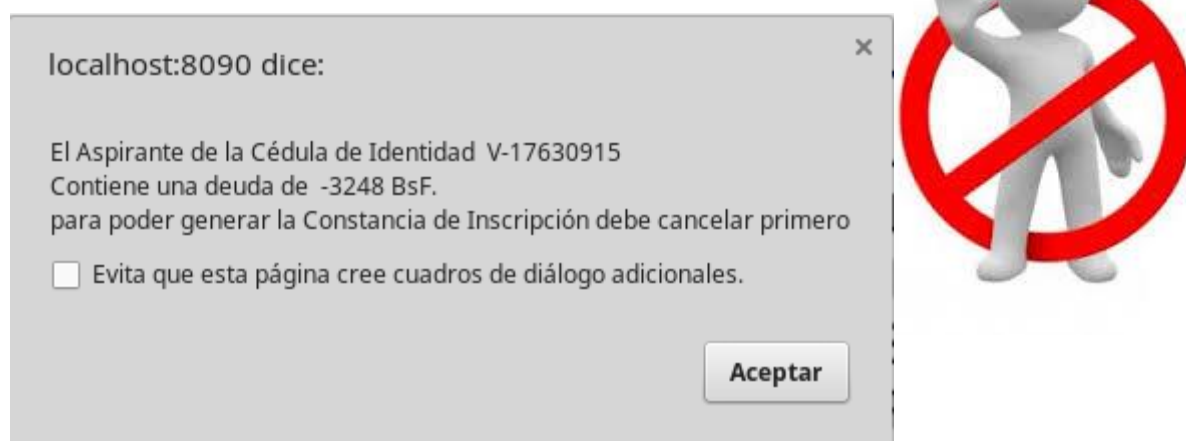 localhost:8090 dice:
El Aspirante de la Cédula de Identidad V-17630915
Contiene una deuda de -3248 BsF.
para poder generar la Constancia de Inscripción debe cancelar primero
Evita que esta página cree cuadros de diálogo adicionales.
Aceptar